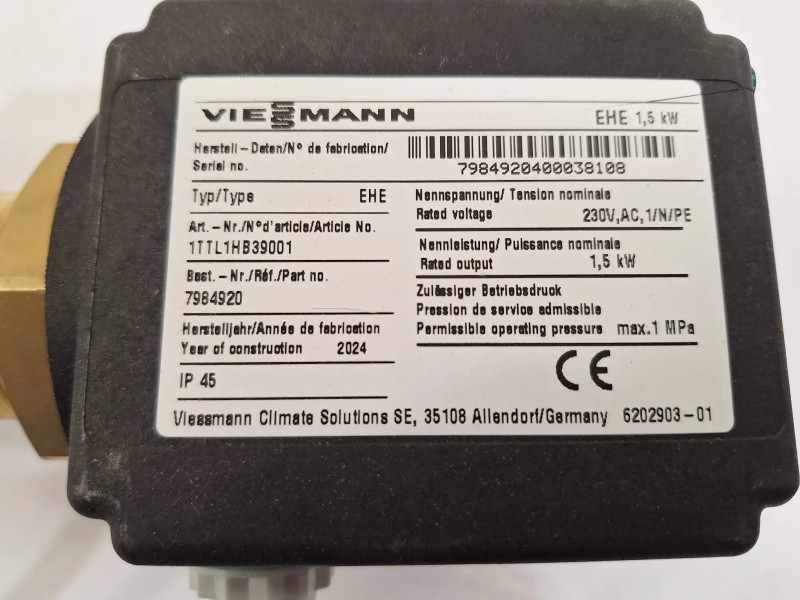 VIESSMANN EHE 1,5 kW
Herstell-Daten/N° de fabrication/
Serial no.
7984920400038108
Typ/Type EHE
Art.-Nr./N°d'article/Article No.
1TTL1HB39001
Best.-Nr./Réf./Part no.
7984920
Herstelljahr/Année de fabrication
Year of construction 2024
IP 45
Nennspannung/ Tension nominale
Rated voltage 230V,AC,1/N/PE
Nennleistung/ Puissance nominale
Rated output 1,5 kW
Zulässiger Betriebsdruck
Pression de service admissible
Permissible operating pressure max.1 MPa
CE
Viessmann Climate Solutions SE, 35108 Allendorf/Germany 6202903-01